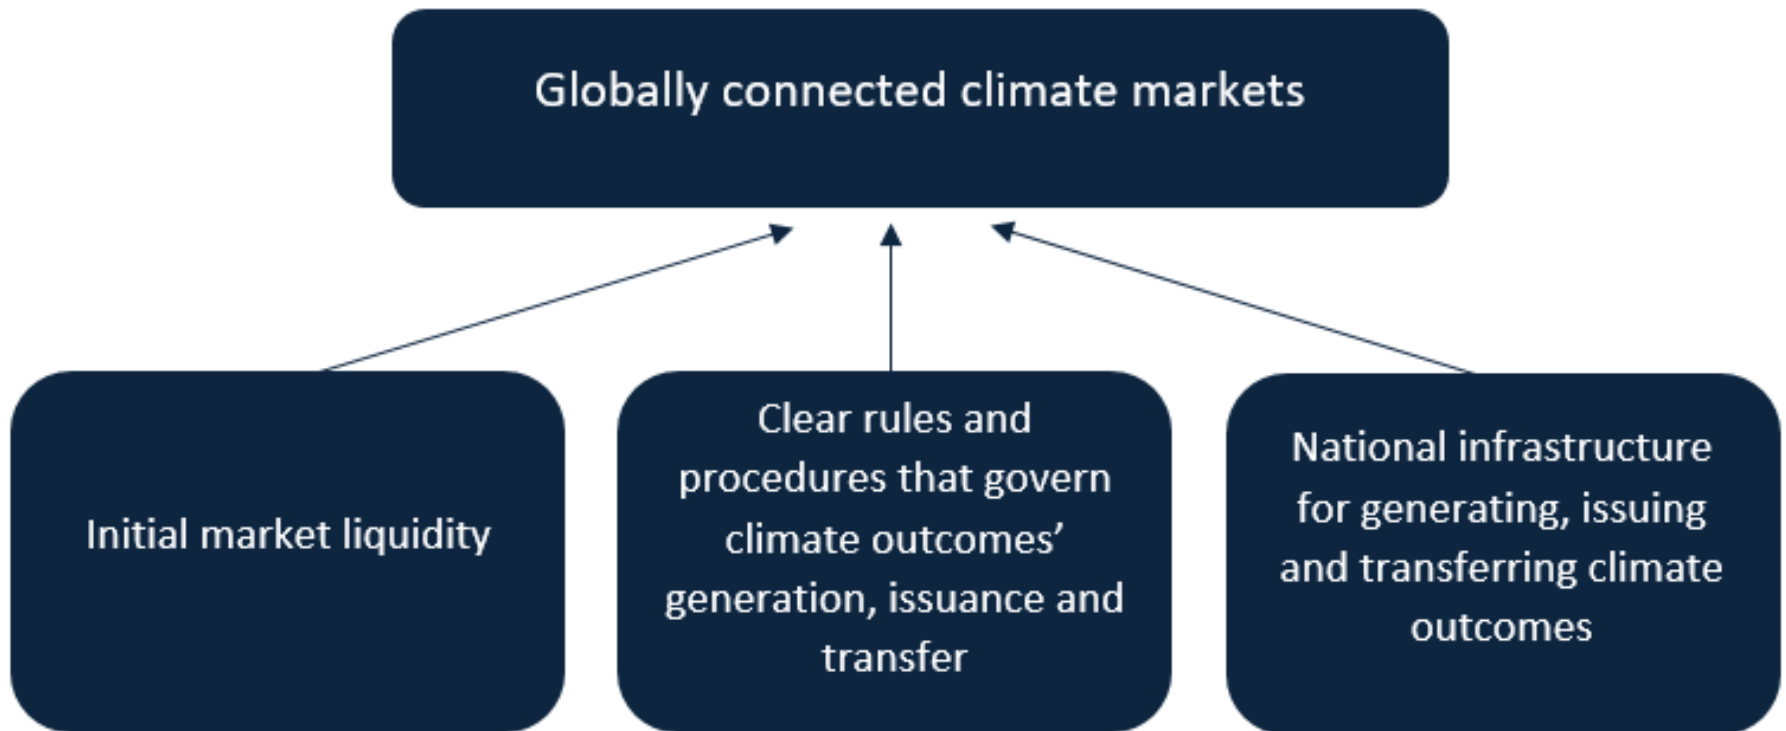 Globally connected climate markets
Initial market liquidity
Clear rules and
procedures that govern
climate outcomes’
generation, issuance and
transfer
National infrastructure
for generating, issuing
and transferring climate
outcomes